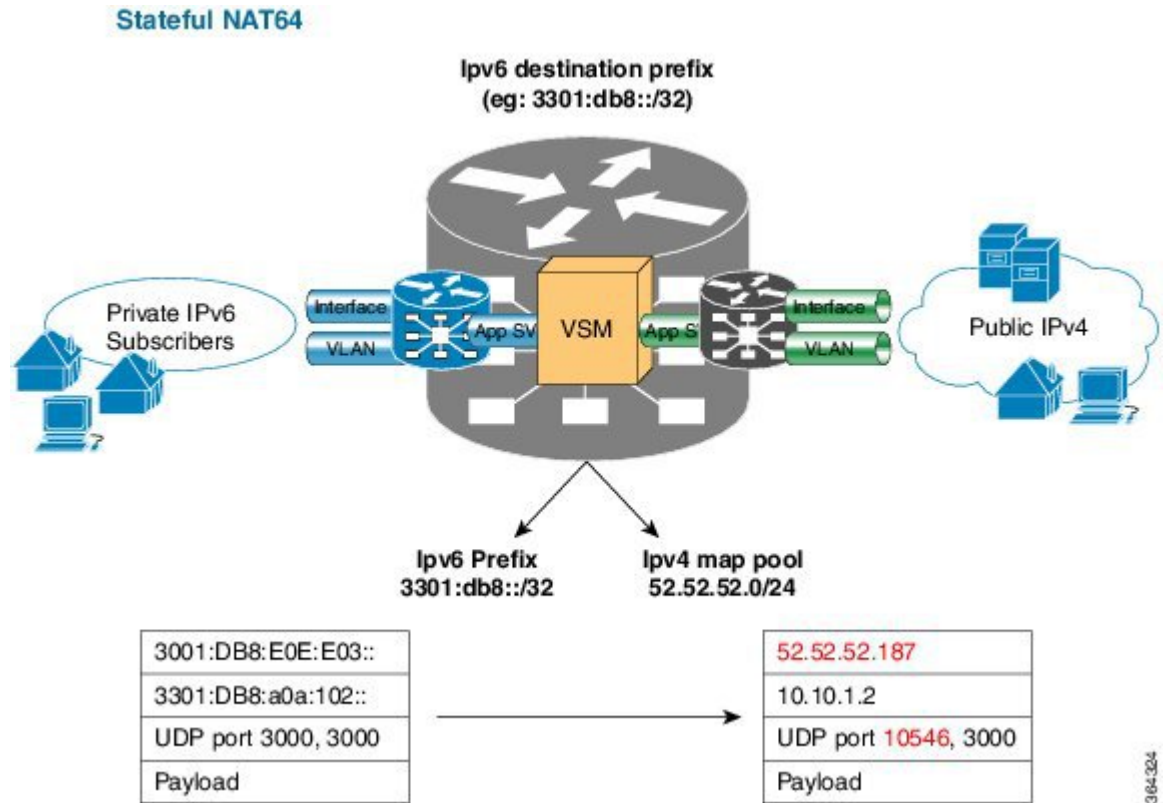 Stateful NAT64
Ipv6 destination prefix
(eg: 3301:db8::/32)
Private IPv6
Subscribers
Interface
VLAN
App SV
VSM
App S
Interface
VLAN
Public IPv4
Ipv6 Prefix
3301:db8::/32
Ipv4 map pool
52.52.52.0/24
3001:DB8:E0E:E03::
3301:DB8:a0a:102::
UDP port 3000, 3000
Payload
52.52.52.187
10.10.1.2
UDP port 10546, 3000
Payload
364324